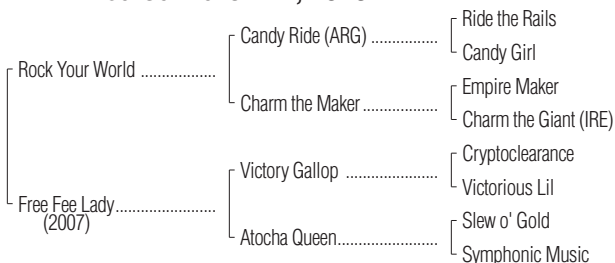 Ride the Rails
Candy Ride (ARG) ..................
Candy Girl
Rock Your World ..................
Empire Maker
Charm the Maker ..................
Charm the Giant (IRE)
Cryptoclearance
Victory Gallop ...................
Victorious Lil
Free Fee Lady........................
(2007)
Slew o' Gold
Atocha Queen........................
Symphonic Music